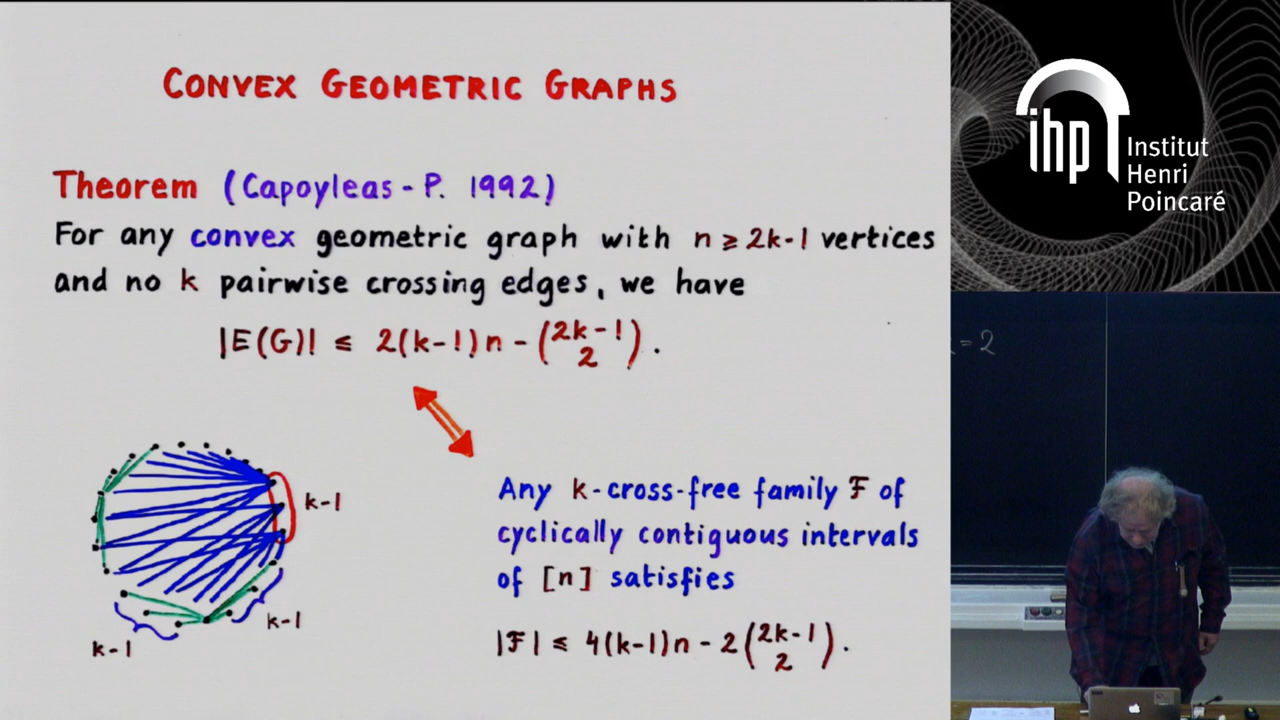 CONVEX GEOMETRIC GRAPHS
Theorem (Capoyleas - P. 1992)
For any convex geometric graph with n ≥ 2k-1 vertices
and no k pairwise crossing edges, we have
|E(G)| ≤ 2(k-1)n - (2k-1 2).
k-1
k-1
k-1
Any k-cross-free family F of
cyclically contiguous intervals
of [n] satisfies
|F| ≤ 4(k-1)n - 2(2k-1 2).
ihp
Institut
Henri
Poincaré
= 2